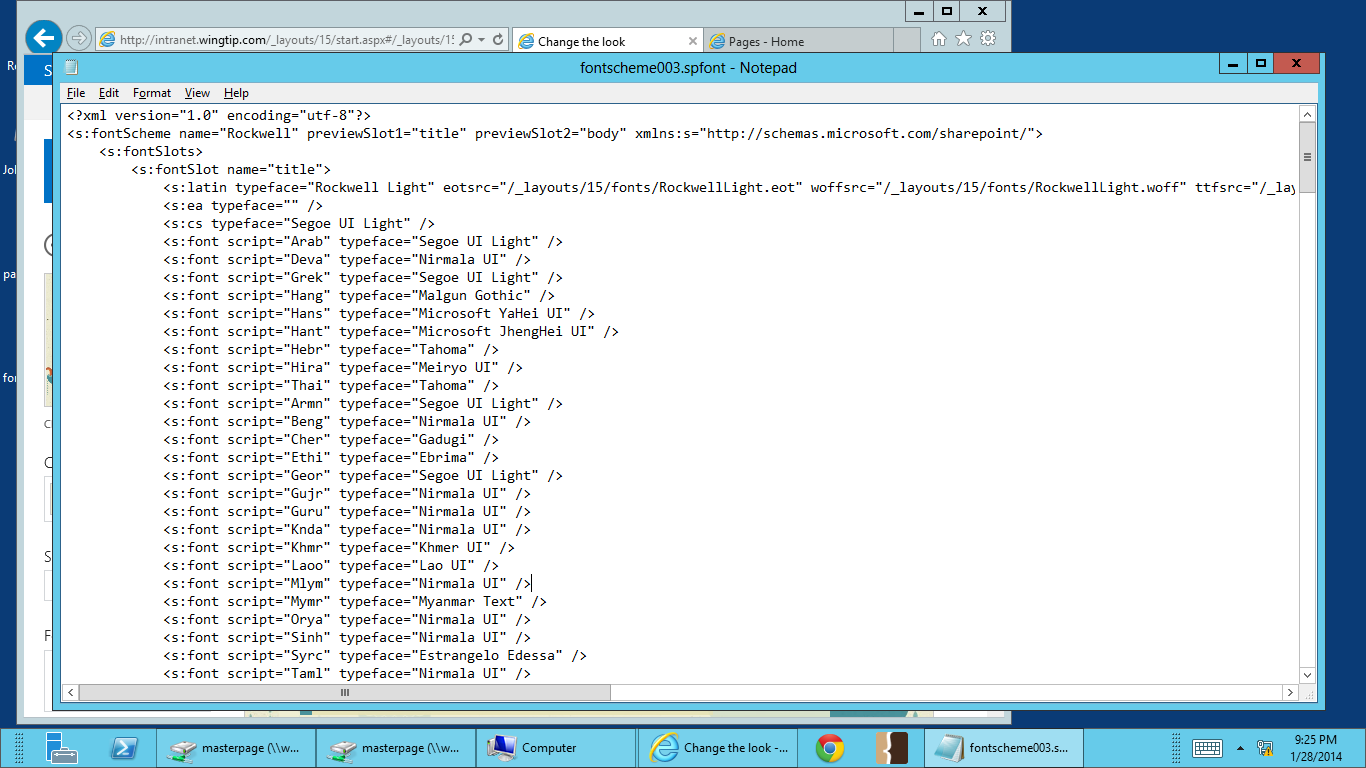 http://intranet.wingtip.com/_layouts/15/start.aspx#/_layouts/15
Change the look
Pages - Home
fontscheme003.spfont - Notepad
File Edit Format View Help
<?xml version="1.0" encoding="utf-8"?>
<s:fontScheme name="Rockwell" previewSlot1="title" previewSlot2="body" xmlns:s="http://schemas.microsoft.com/sharepoint/">
<s:fontSlots>
<s:fontSlot name="title">
<s:latin typeface="Rockwell Light" eotsrc="/_layouts/15/fonts/RockwellLight.eot" woffsrc="/_layouts/15/fonts/RockwellLight.woff" ttfsrc="/_lay
<s:ea typeface="" />
<s:cs typeface="Segoe UI Light" />
<s:font script="Arab" typeface="Segoe UI Light" />
<s:font script="Deva" typeface="Nirmala UI" />
<s:font script="Grek" typeface="Segoe UI Light" />
<s:font script="Hang" typeface="Malgun Gothic" />
<s:font script="Hans" typeface="Microsoft YaHei UI" />
<s:font script="Hant" typeface="Microsoft JhengHei UI" />
<s:font script="Hebr" typeface="Tahoma" />
<s:font script="Hira" typeface="Meiryo UI" />
<s:font script="Thai" typeface="Tahoma" />
<s:font script="Armn" typeface="Segoe UI Light" />
<s:font script="Beng" typeface="Nirmala UI" />
<s:font script="Cher" typeface="Gadugi" />
<s:font script="Ethi" typeface="Ebrima" />
<s:font script="Geor" typeface="Segoe UI Light" />
<s:font script="Gujr" typeface="Nirmala UI" />
<s:font script="Guru" typeface="Nirmala UI" />
<s:font script="Knda" typeface="Nirmala UI" />
<s:font script="Khmr" typeface="Khmer UI" />
<s:font script="Laoo" typeface="Lao UI" />
<s:font script="Mlym" typeface="Nirmala UI" />
<s:font script="Mymr" typeface="Myanmar Text" />
<s:font script="Orya" typeface="Nirmala UI" />
<s:font script="Sinh" typeface="Nirmala UI" />
<s:font script="Syrc" typeface="Estrangelo Edessa" />
<s:font script="Taml" typeface="Nirmala UI" />
masterpage (\\w...
masterpage (\\w...
Computer
Change the look -...
fontscheme003.s...
9:25 PM
1/28/2014